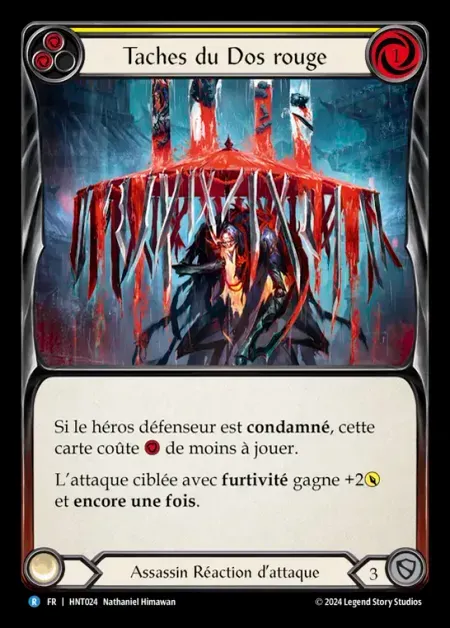 Taches du Dos rouge
1
Si le héros défenseur est condamné, cette
carte coûte de moins à jouer.
L'attaque ciblée avec furtivité gagne +2
et encore une fois.
Assassin Réaction d'attaque
3
R FR | HNT024 Nathaniel Himawan
© 2024 Legend Story Studios